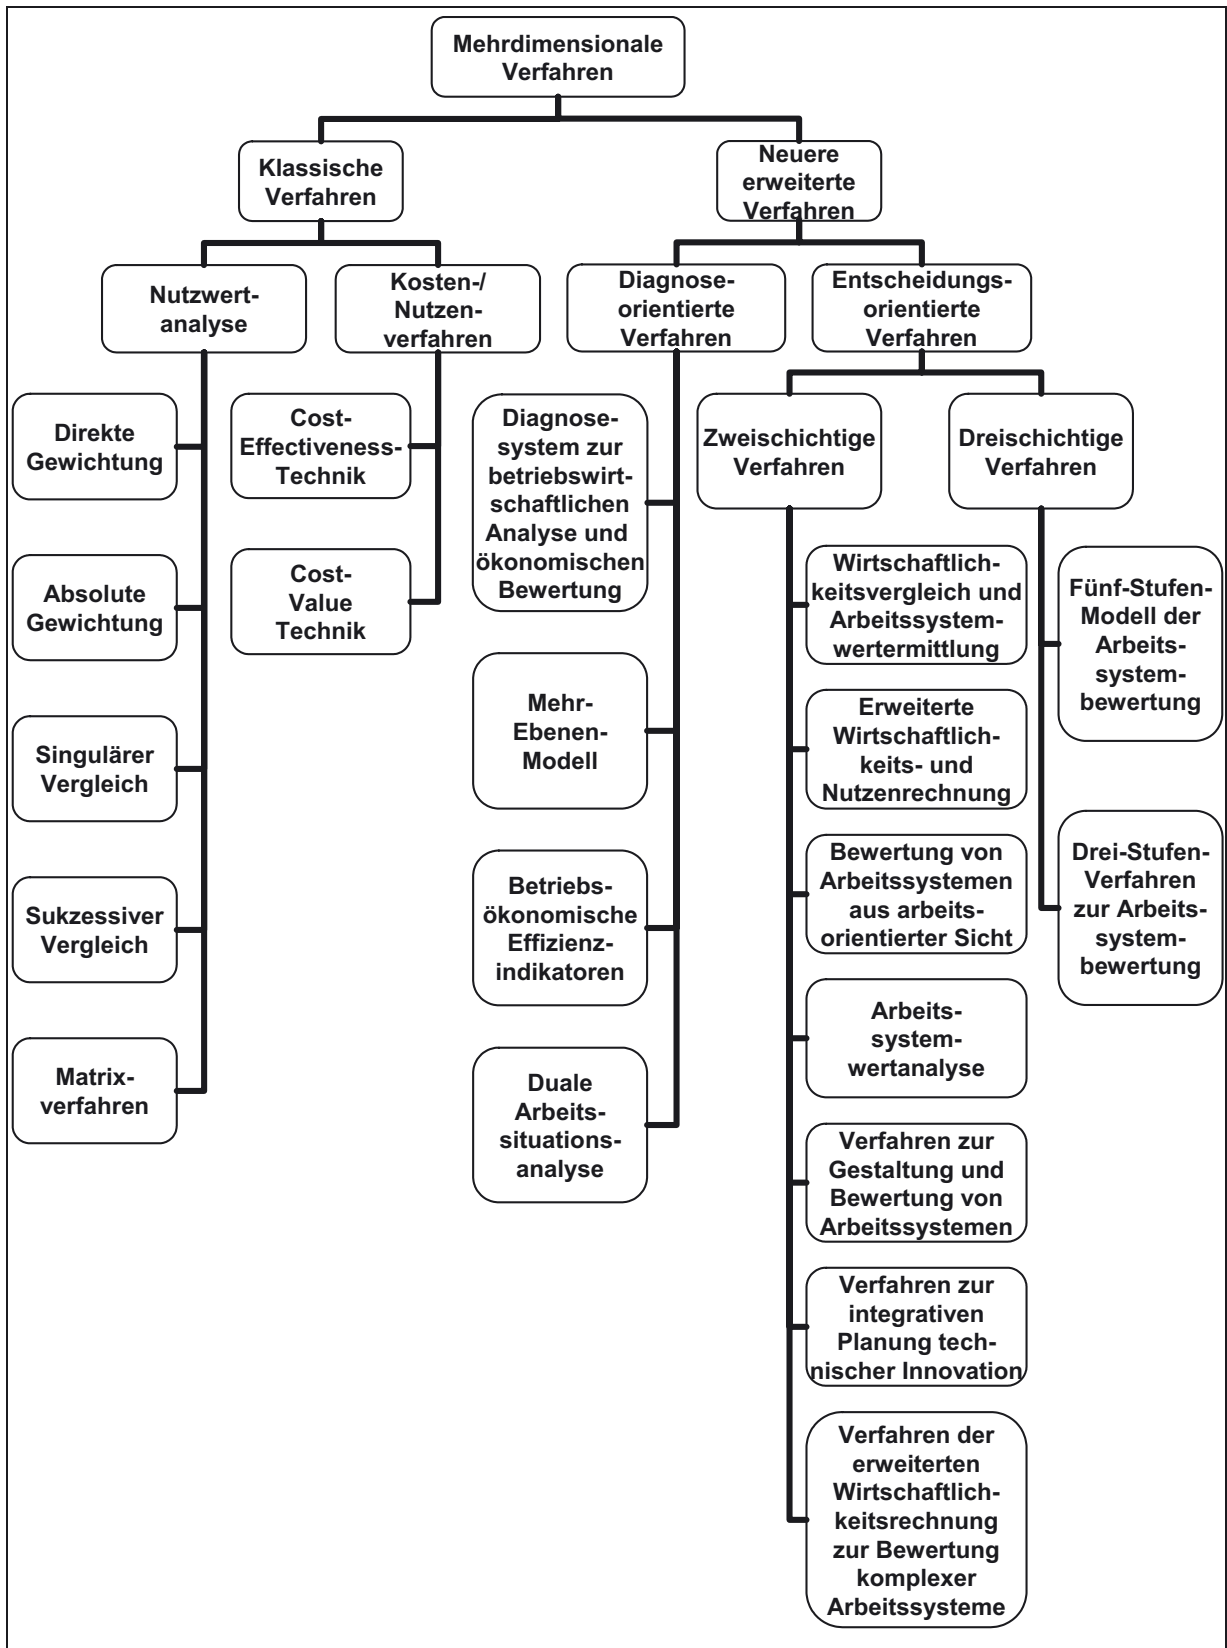 Mehrdimensionale
Verfahren
Klassische
Verfahren
Neuere
erweiterte
Verfahren
Nutzwert-
analyse
Kosten-/
Nutzen-
verfahren
Diagnose-
orientierte
Verfahren
Entscheidungs-
orientierte
Verfahren
Direkte
Gewichtung
Absolute
Gewichtung
Singulärer
Vergleich
Sukzessiver
Vergleich
Matrix-
verfahren
Cost-
Effectiveness-
Technik
Cost-
Value
Technik
Diagnose-
system zur
betriebswirt-
schaftlichen
Analyse und
ökonomischen
Bewertung
Mehr-
Ebenen-
Modell
Betriebs-
ökonomische
Effizienz-
indikatoren
Duale
Arbeits-
situations-
analyse
Zweischichtige
Verfahren
Wirtschaftlich-
keitsvergleich und
Arbeitssystem-
wertermittlung
Erweiterte
Wirtschaftlich-
keits- und
Nutzenrechnung
Bewertung von
Arbeitssystemen
aus arbeits-
orientierter Sicht
Arbeits-
system-
wertanalyse
Verfahren zur
Gestaltung und
Bewertung von
Arbeitssystemen
Verfahren zur
integrativen
Planung tech-
nischer Innovation
Verfahren der
erweiterten
Wirtschaftlich-
keitsrechnung
zur Bewertung
komplexer
Arbeitssysteme
Dreischichtige
Verfahren
Fünf-Stufen-
Modell der
Arbeits-
system-
bewertung
Drei-Stufen-
Verfahren
zur Arbeits-
system-
bewertung